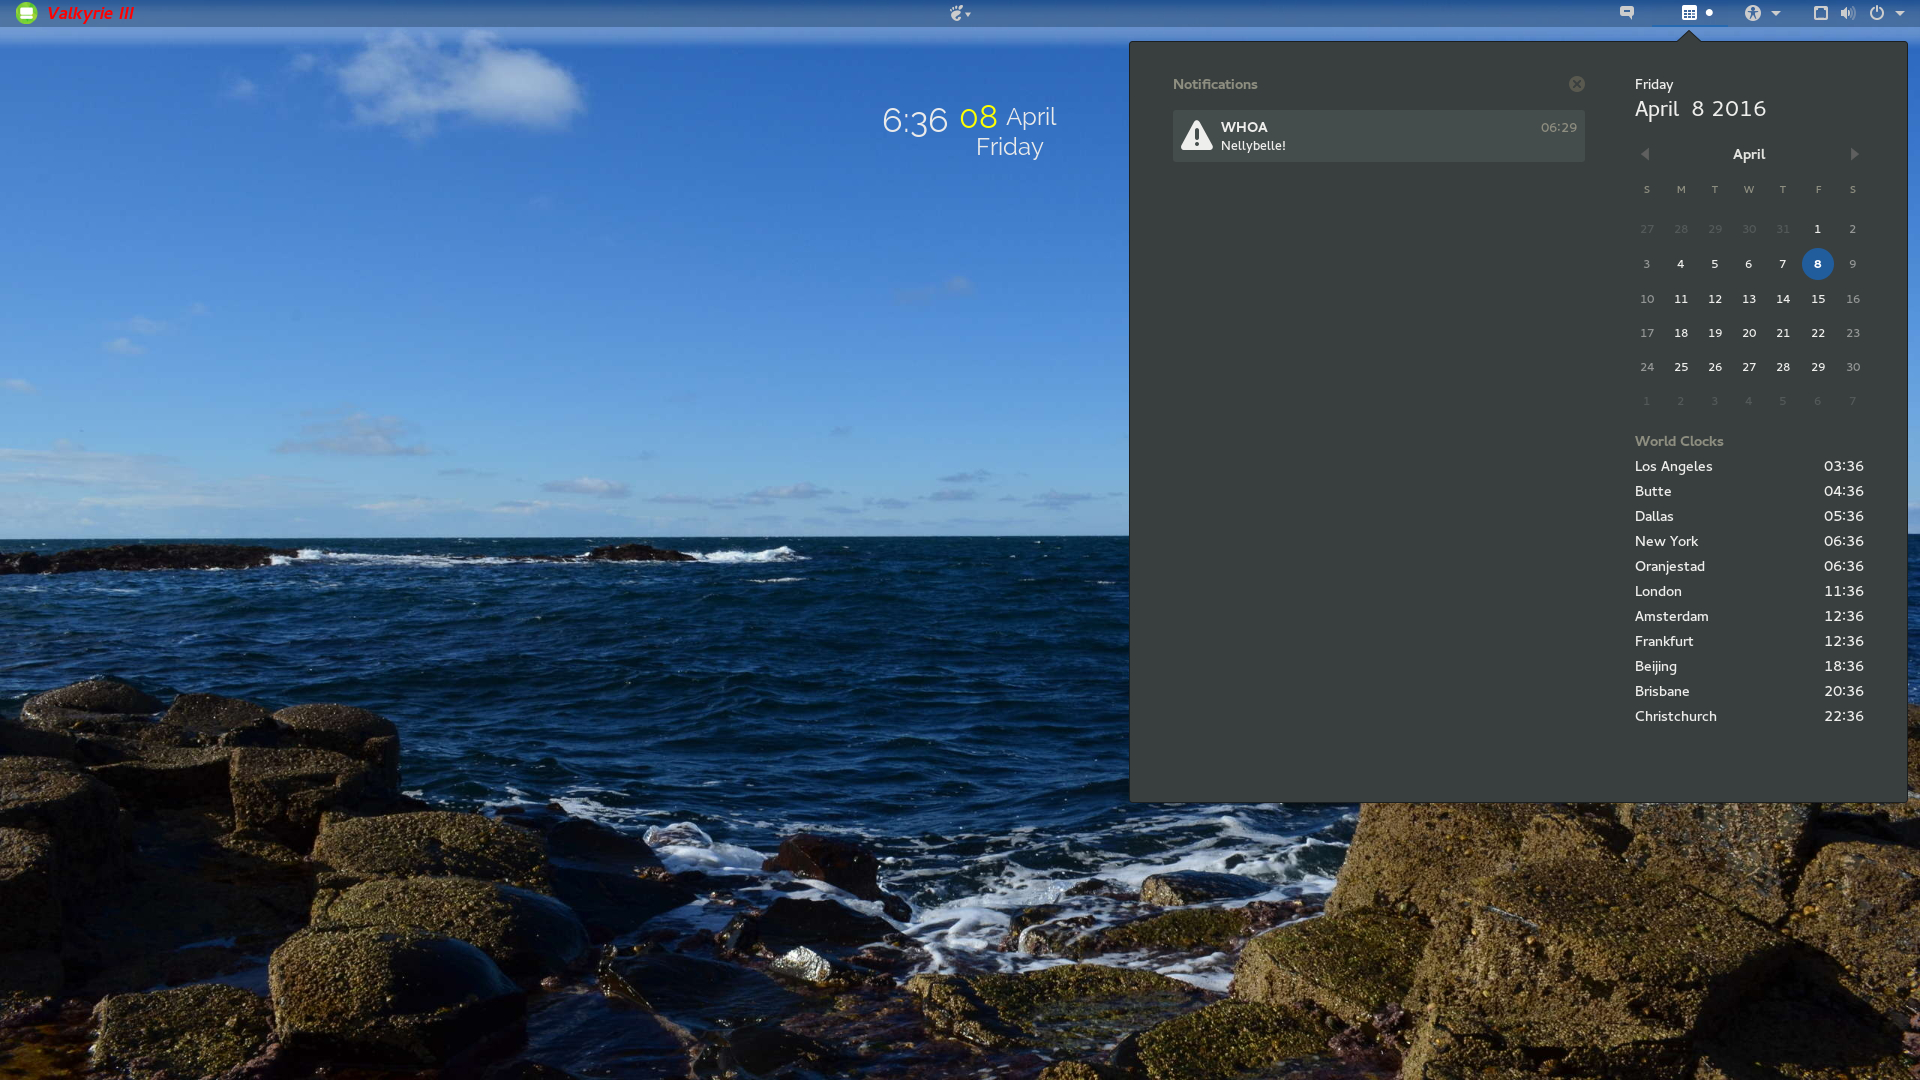 Valkyrie III
6:36 08 April
Friday
Notifications
WHOA 06:29
Nellybelle!
Friday
April 8 2016
April
S M T W T F S
27 28 29 30 31 1 2
3 4 5 6 7 8 9
10 11 12 13 14 15 16
17 18 19 20 21 22 23
24 25 26 27 28 29 30
1 2 3 4 5 6 7
World Clocks
Los Angeles 03:36
Butte 04:36
Dallas 05:36
New York 06:36
Oranjestad 06:36
London 11:36
Amsterdam 12:36
Frankfurt 12:36
Beijing 18:36
Brisbane 20:36
Christchurch 22:36